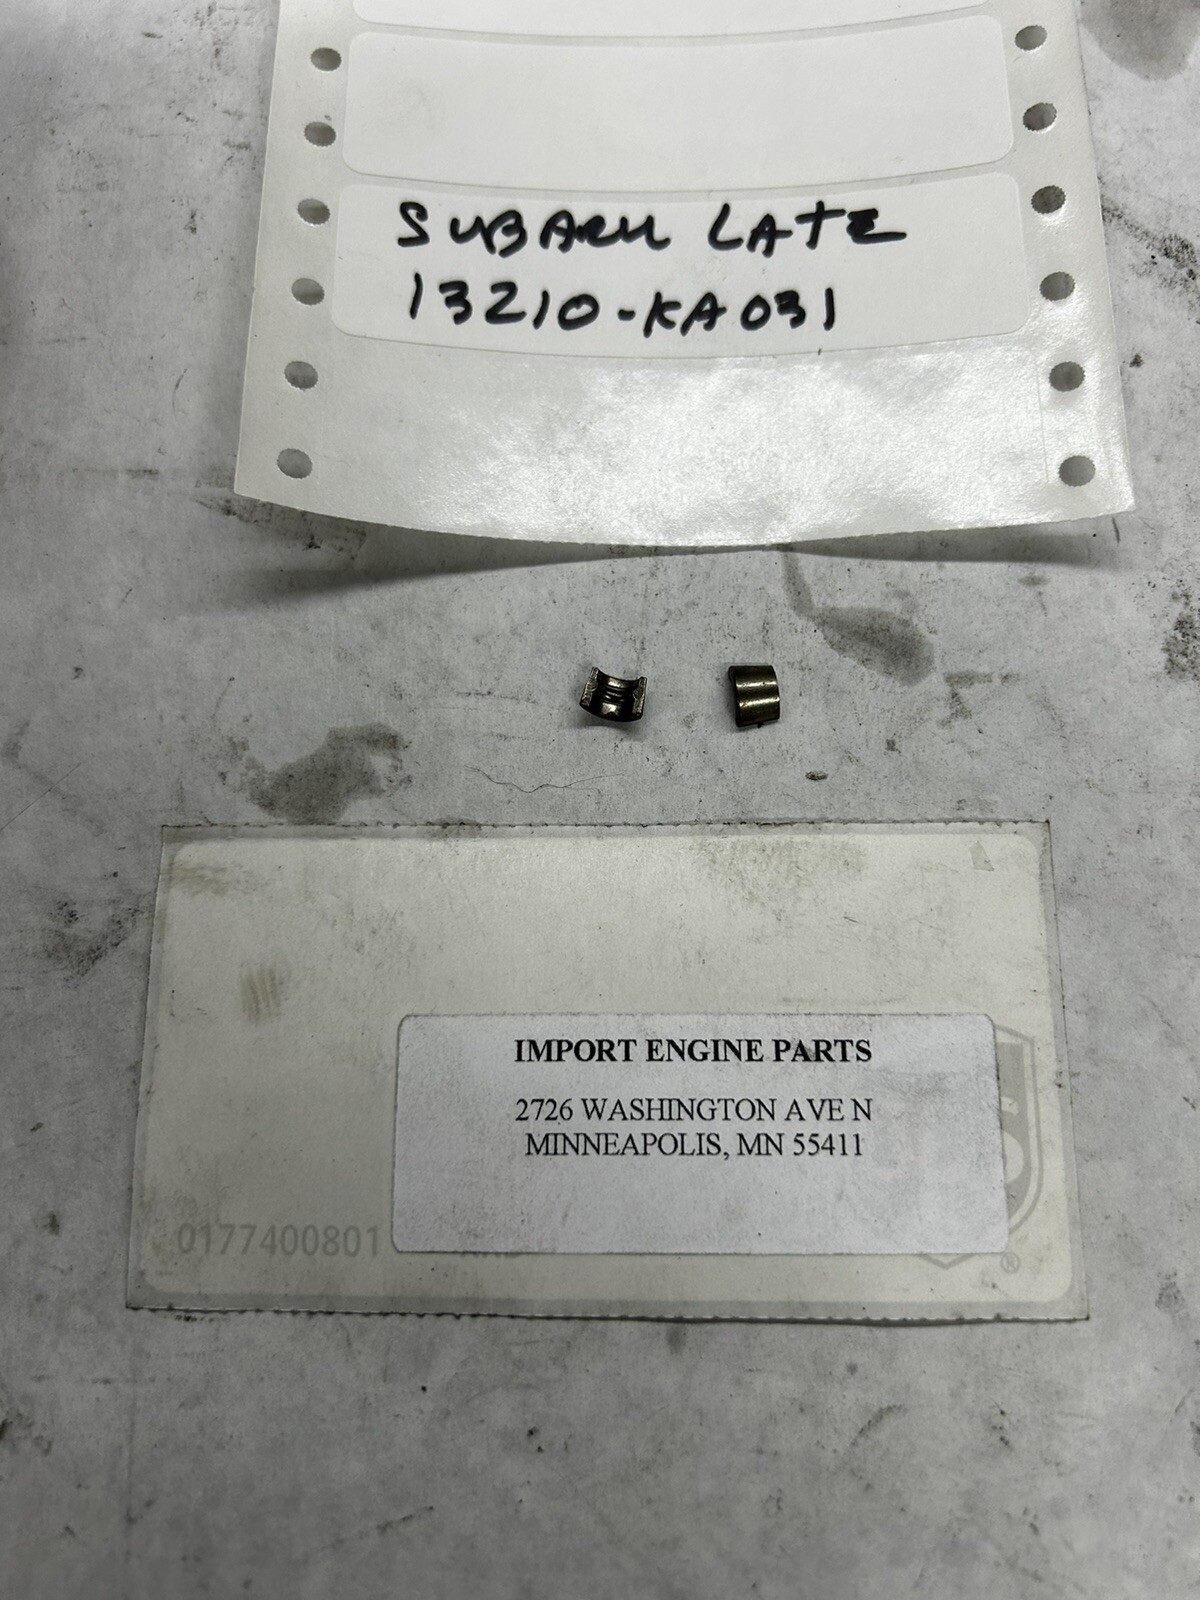 SUBARU LATE
13210-KA031
IMPORT ENGINE PARTS
2726 WASHINGTON AVE N
MINNEAPOLIS, MN 55411
0177400801
®